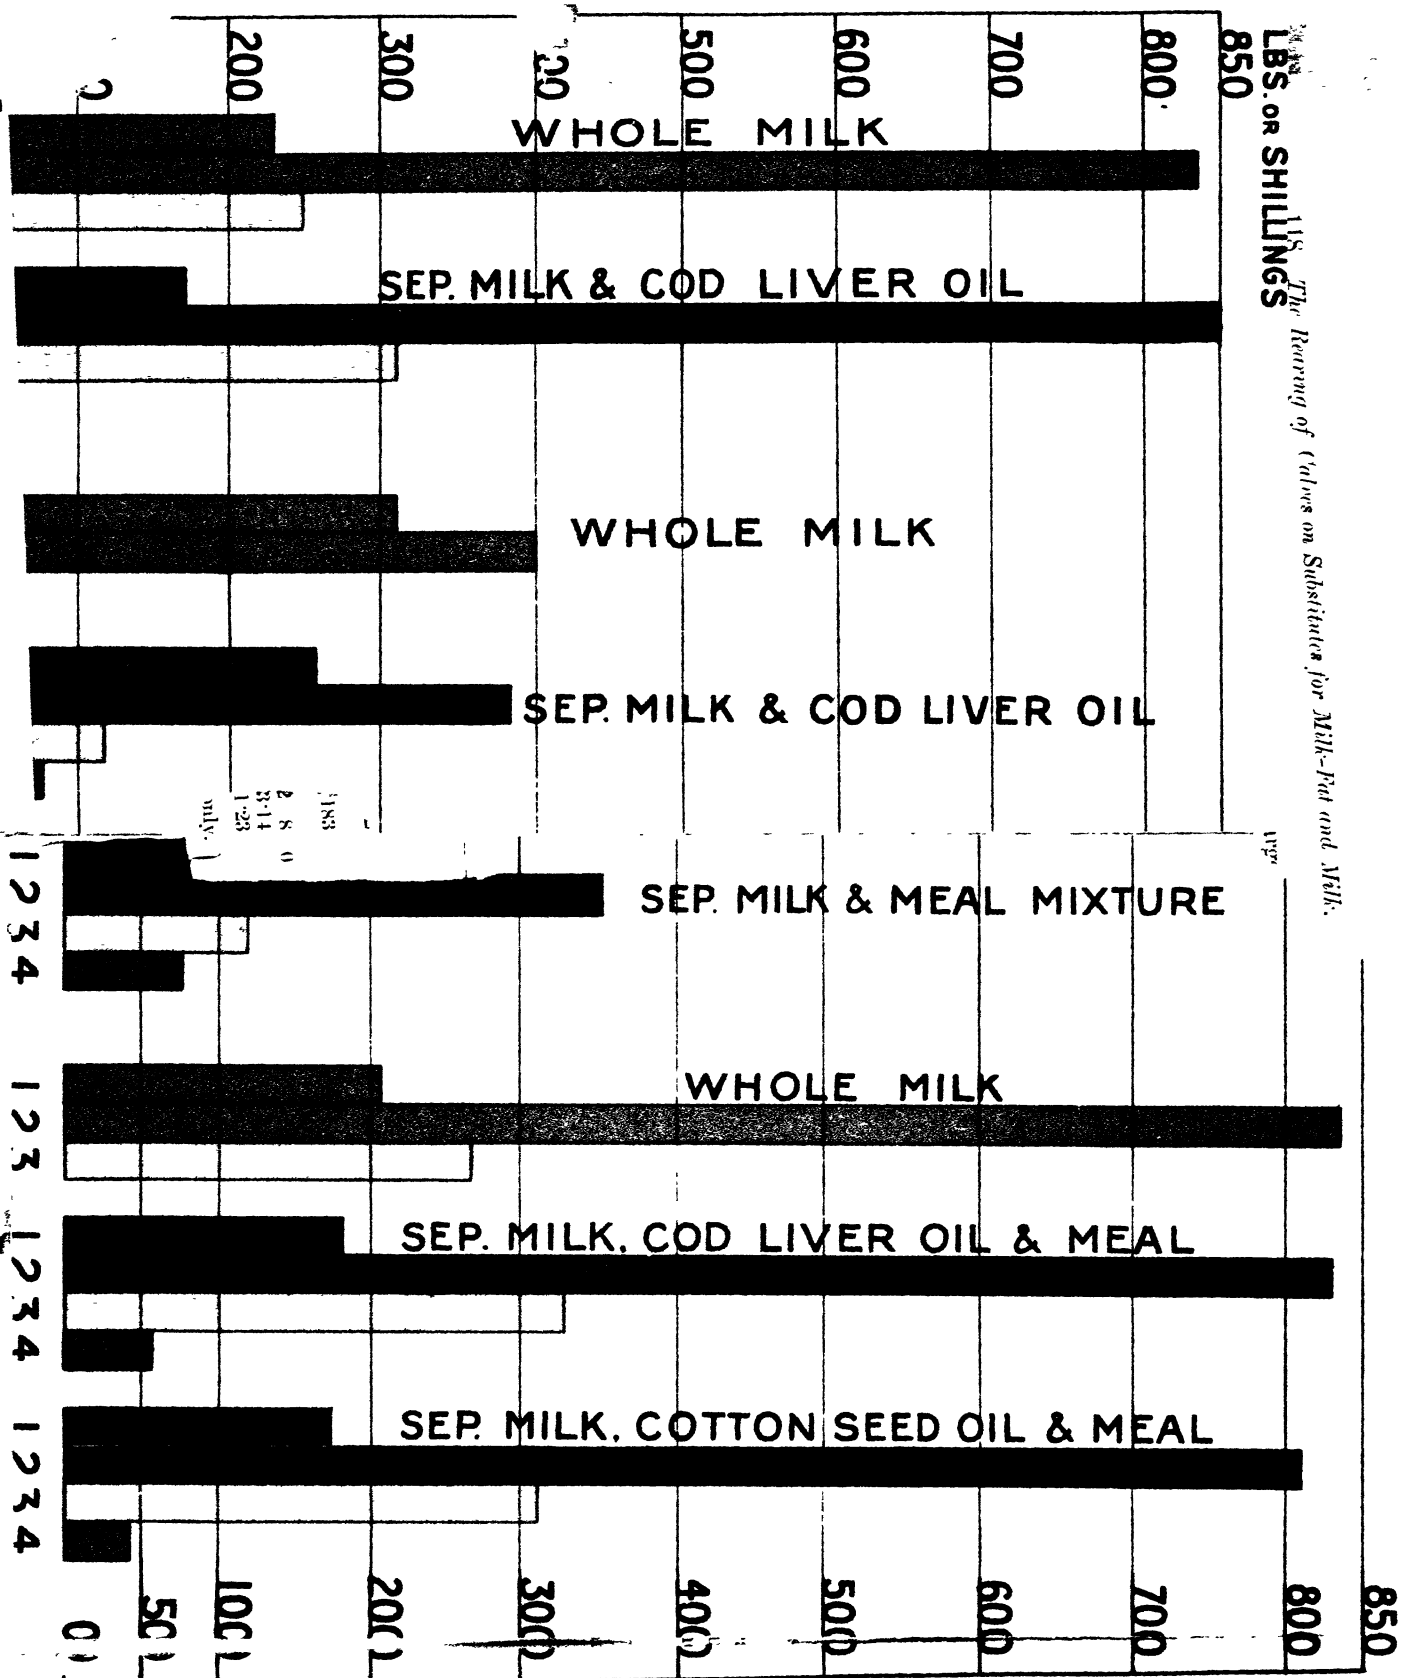 200 300 500 600 700 800 850
LBS. OR SHILLINGS
118 The Rearing of Calves on Substitutes for Milk-Fat and Milk.
WHOLE MILK
SEP. MILK & COD LIVER OIL
WHOLE MILK
SEP. MILK & COD LIVER OIL
1 2 3 4
SEP. MILK & MEAL MIXTURE
1 2 3
WHOLE MILK
1 2 3 4
SEP. MILK, COD LIVER OIL & MEAL
1 2 3 4
SEP. MILK, COTTON SEED OIL & MEAL
0 50 100 200 300 400 500 600 700 800 850